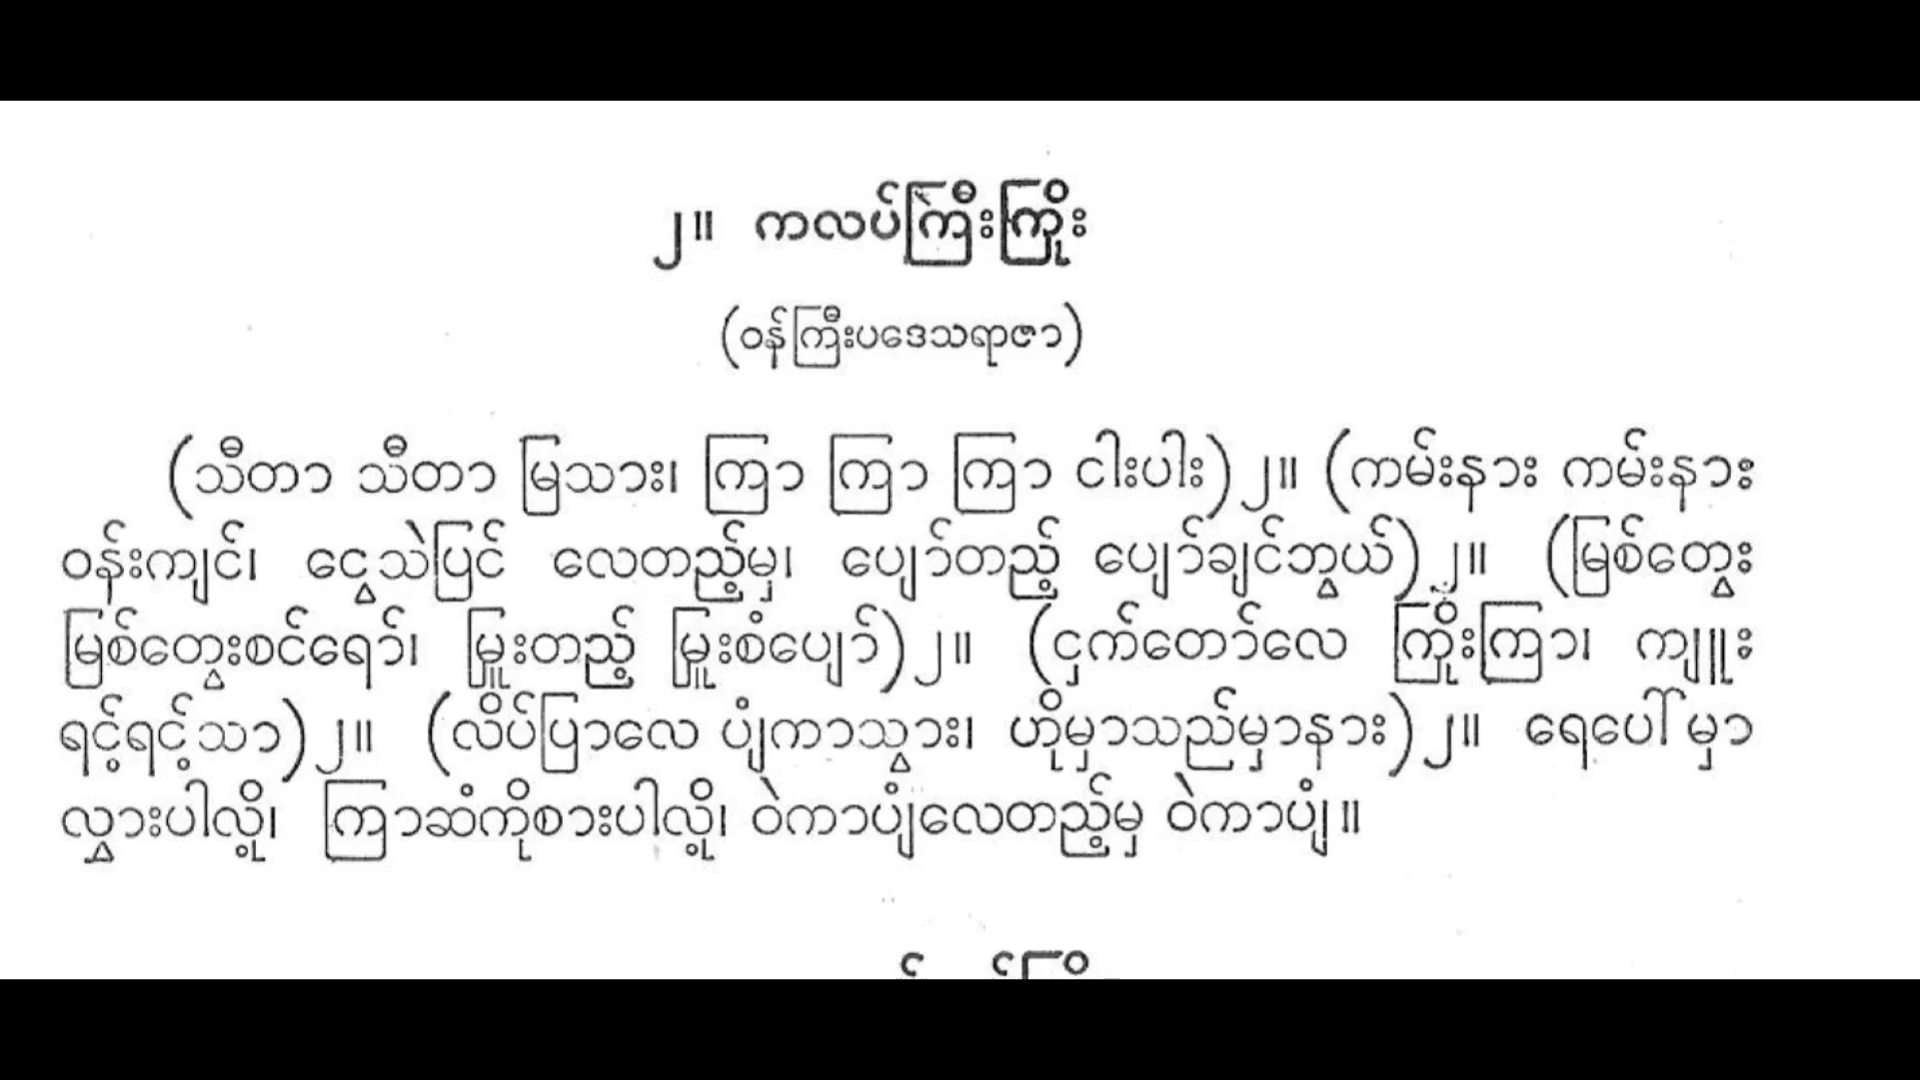 ၂။ ကလပ်ကြီးကြိုး
(ဝန်ကြီးပဒေသရာဇာ)
(သီတာ သီတာ မြသား၊ ကြာ ကြာ ကြာ ငါးပါး)၂။ (ကမ်းနား ကမ်းနား
ဝန်းကျင်၊ ငွေသဲပြင် လေတည့်မှ၊ ပျော်တည့် ပျော်ချင်ဘွယ်)၂။ (မြစ်တွေး
မြစ်တွေးစင်ရော်၊ မြူးတည့် မြူးစံပျော်)၂။ (ငှက်တော်လေ ကြိုးကြာ၊ ကျူး
ရင့်ရင့်သာ)၂။ (လိပ်ပြာလေ ပျံကာသွား၊ ဟိုမှာသည်မှာနား)၂။ ရေပေါ်မှာ
လွှားပါလို့၊ ကြာဆံကိုစားပါလို့၊ ဝဲကာပျံလေတည့်မှ ဝဲကာပျံ။